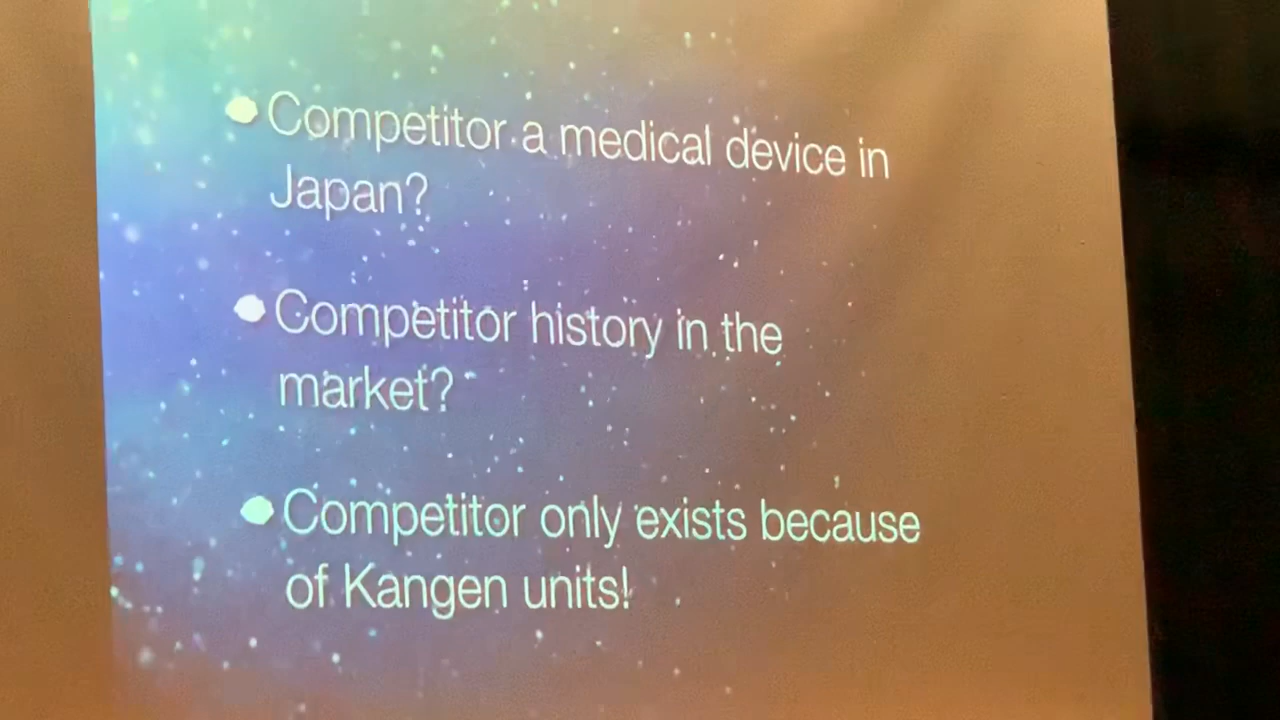 • Competitor a medical device in
Japan?
• Competitor history in the
market?
• Competitor only exists because
of Kangen units!